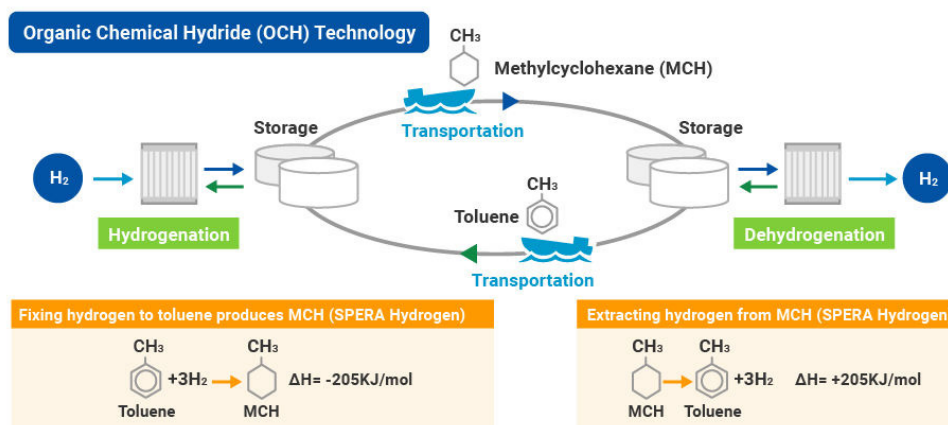 Organic Chemical Hydride (OCH) Technology
CH₃
Methylcyclohexane (MCH)
Transportation
Storage
Storage
H₂
H₂
CH₃
Toluene
Hydrogenation
Dehydrogenation
Transportation
Fixing hydrogen to toluene produces MCH (SPERA Hydrogen)
CH₃
CH₃
+3H₂
ΔH= -205KJ/mol
Toluene
MCH
Extracting hydrogen from MCH (SPERA Hydrogen
CH₃
CH₃
+3H₂
ΔH= +205KJ/mol
MCH
Toluene